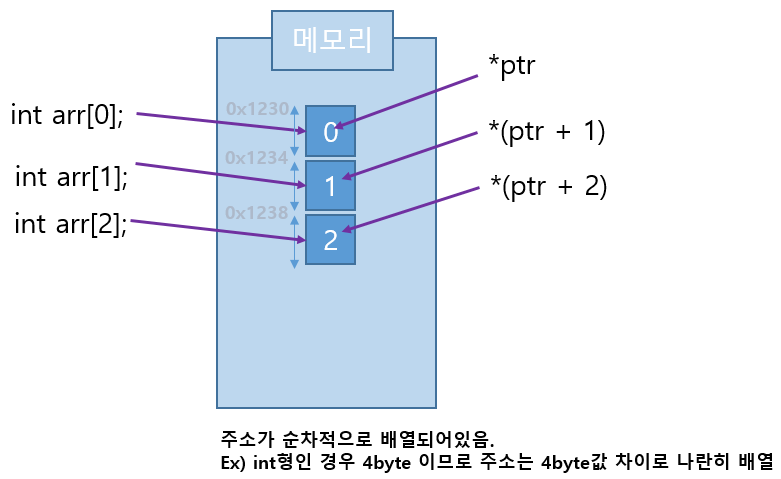 메모리
int arr[0];
0x1230
0
*ptr
int arr[1];
0x1234
1
*(ptr + 1)
int arr[2];
0x1238
2
*(ptr + 2)
주소가 순차적으로 배열되어있음.
Ex) int형인 경우 4byte 이므로 주소는 4byte값 차이로 나란히 배열